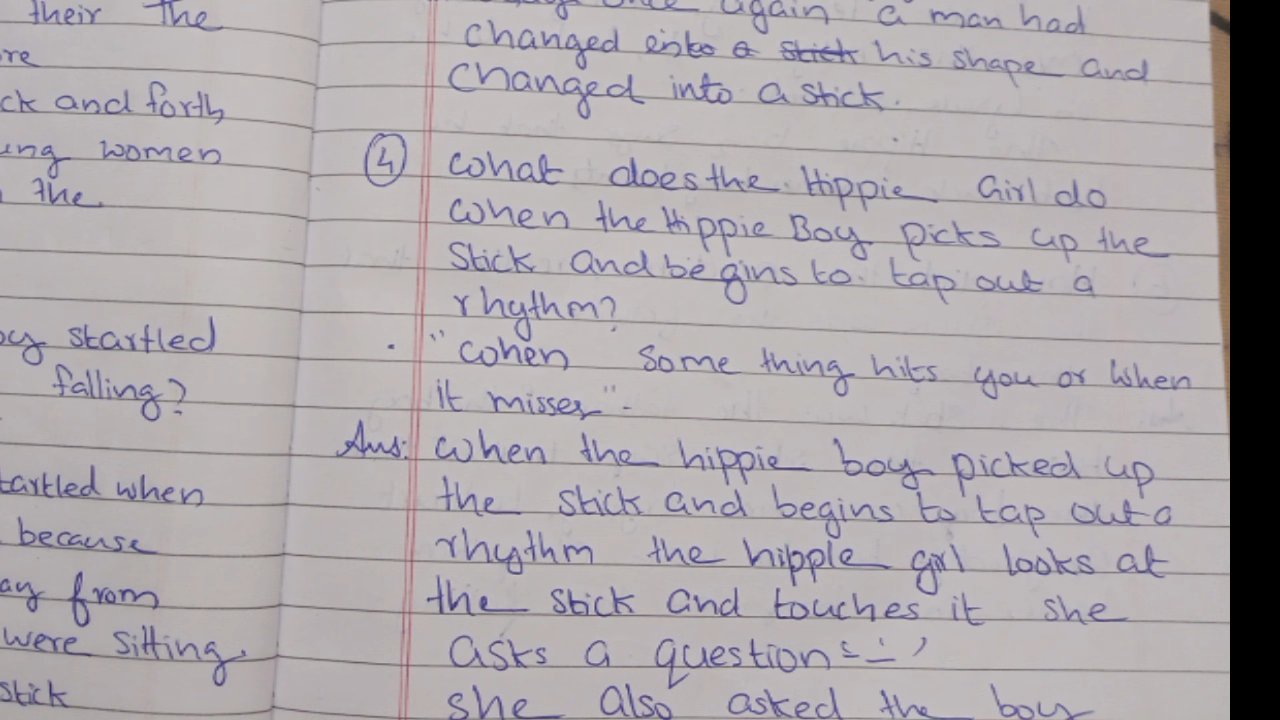 their the
re
ck and forth
ung women
the
oy startled
falling?
tartled when
because
ay from
were sitting.
stick
once again a man had
changed into a stick his shape and
changed into a stick.
4 What does the Hippie Girl do
When the Hippie Boy picks up the
Stick and begins to tap out a
rhythm?
"When Some thing hits you or When
it misses".
Ans: When the hippie boy picked up
the stick and begins to tap out a
rhythm the hipple girl looks at
the stick and touches it she
asks a question
she also asked the boy